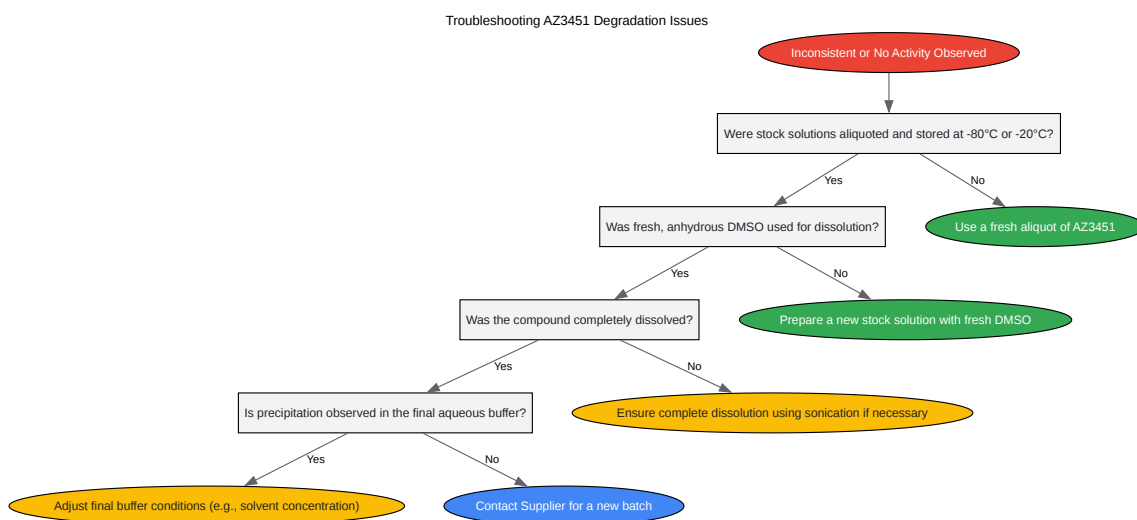 Troubleshooting AZ3451 Degradation Issues
Inconsistent or No Activity Observed
Were stock solutions aliquoted and stored at -80°C or -20°C?
Yes
No
Was fresh, anhydrous DMSO used for dissolution?
Use a fresh aliquot of AZ3451
Yes
No
Was the compound completely dissolved?
Prepare a new stock solution with fresh DMSO
Yes
No
Is precipitation observed in the final aqueous buffer?
Ensure complete dissolution using sonication if necessary
Yes
No
Adjust final buffer conditions (e.g., solvent concentration)
Contact Supplier for a new batch